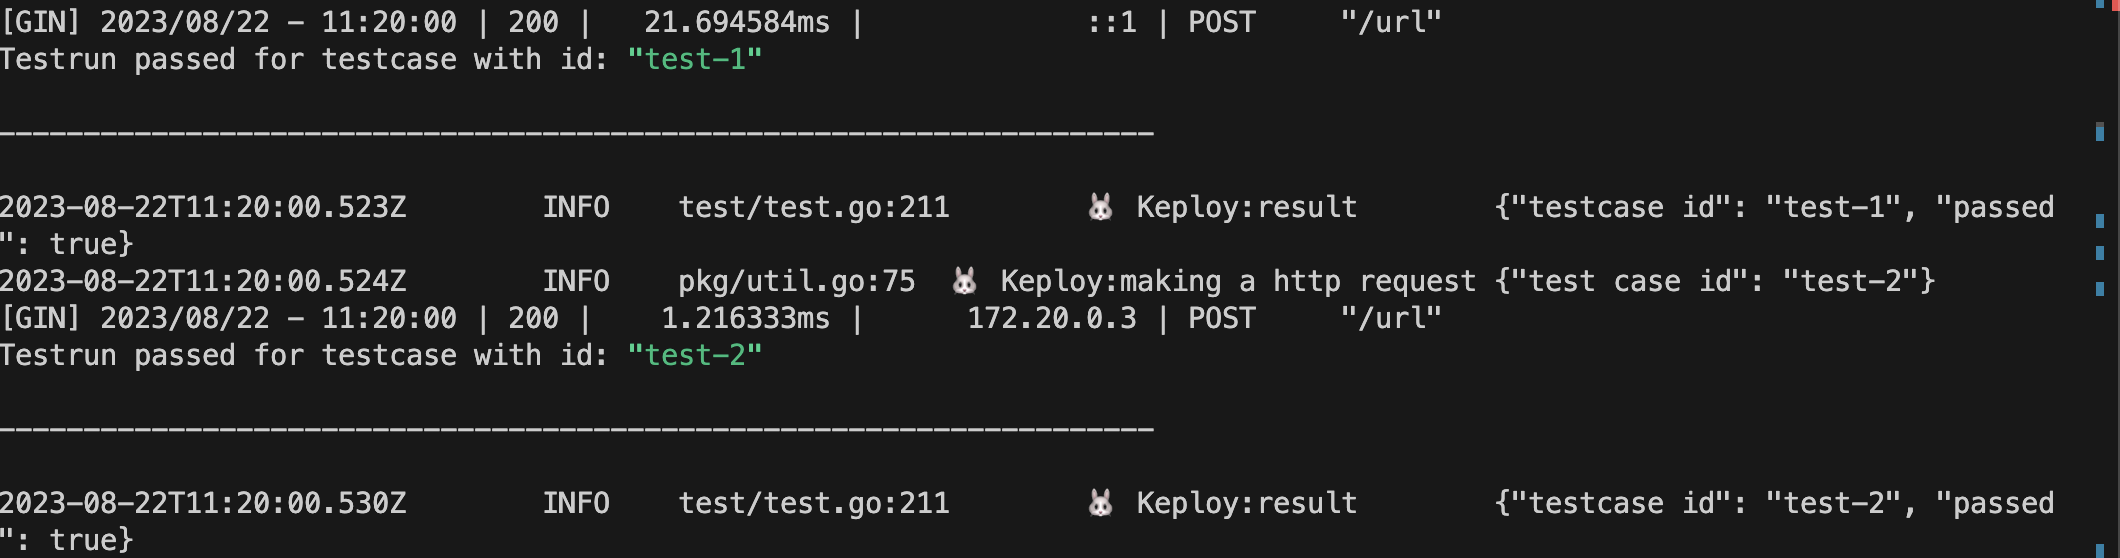 [GIN] 2023/08/22 - 11:20:00 | 200 |   21.694584ms |             ::1 | POST     "/url"
Testrun passed for testcase with id: "test-1"
--------------------------------------------------------------------
2023-08-22T11:20:00.523Z        INFO    test/test.go:211        🐰 Keploy:result        {"testcase id": "test-1", "passed
": true}
2023-08-22T11:20:00.524Z        INFO    pkg/util.go:75  🐰 Keploy:making a http request {"test case id": "test-2"}
[GIN] 2023/08/22 - 11:20:00 | 200 |    1.216333ms |      172.20.0.3 | POST     "/url"
Testrun passed for testcase with id: "test-2"
--------------------------------------------------------------------
2023-08-22T11:20:00.530Z        INFO    test/test.go:211        🐰 Keploy:result        {"testcase id": "test-2", "passed
": true}